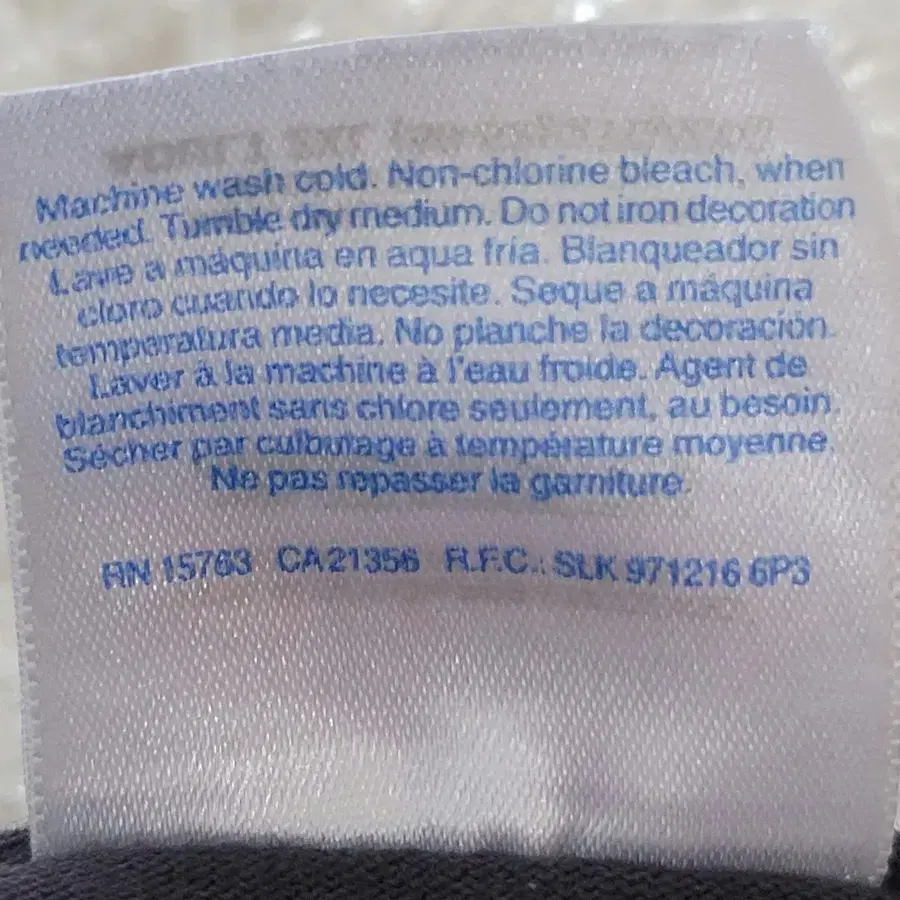 Machine wash cold. Non-chlorine bleach, when
needed. Tumble dry medium. Do not iron decoration
Lave a máquina en aqua fría. Blanqueador sin
cloro cuando lo necesite. Seque a máquina
temperatura media. No planche la decoración.
Laver à la machine à l'eau froide. Agent de
blanchiment sans chlore seulement, au besoin.
Sécher par culbutage à température moyenne.
Ne pas repasser la garniture.
RN 15763 CA 21356 R.F.C.: SLK 971216 6P3